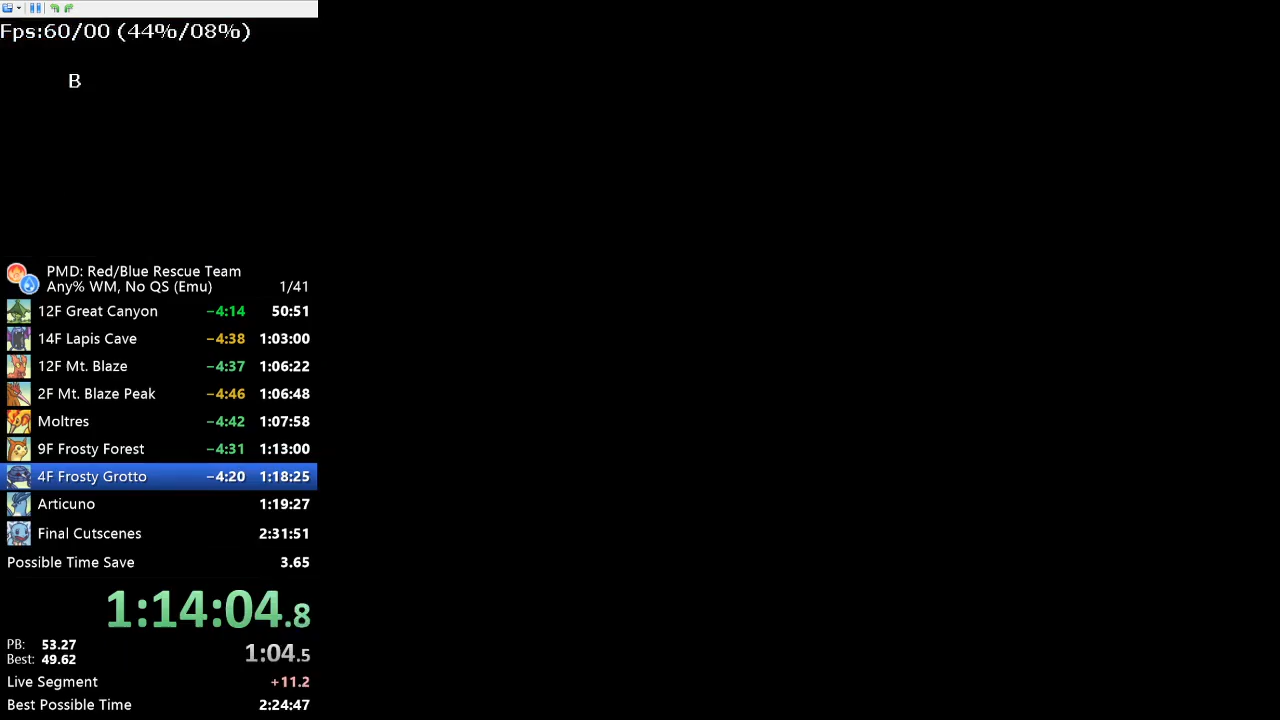 Fps:60/00 (44%/08%)
B
PMD: Red/Blue Rescue Team
Any% WM, No QS (Emu) 1/41
12F Great Canyon −4:14 50:51
14F Lapis Cave −4:38 1:03:00
12F Mt. Blaze −4:37 1:06:22
2F Mt. Blaze Peak −4:46 1:06:48
Moltres −4:42 1:07:58
9F Frosty Forest −4:31 1:13:00
4F Frosty Grotto −4:20 1:18:25
Articuno 1:19:27
Final Cutscenes 2:31:51
Possible Time Save 3.65
1:14:04.8
PB: 53.27
Best: 49.62
1:04.5
Live Segment +11.2
Best Possible Time 2:24:47